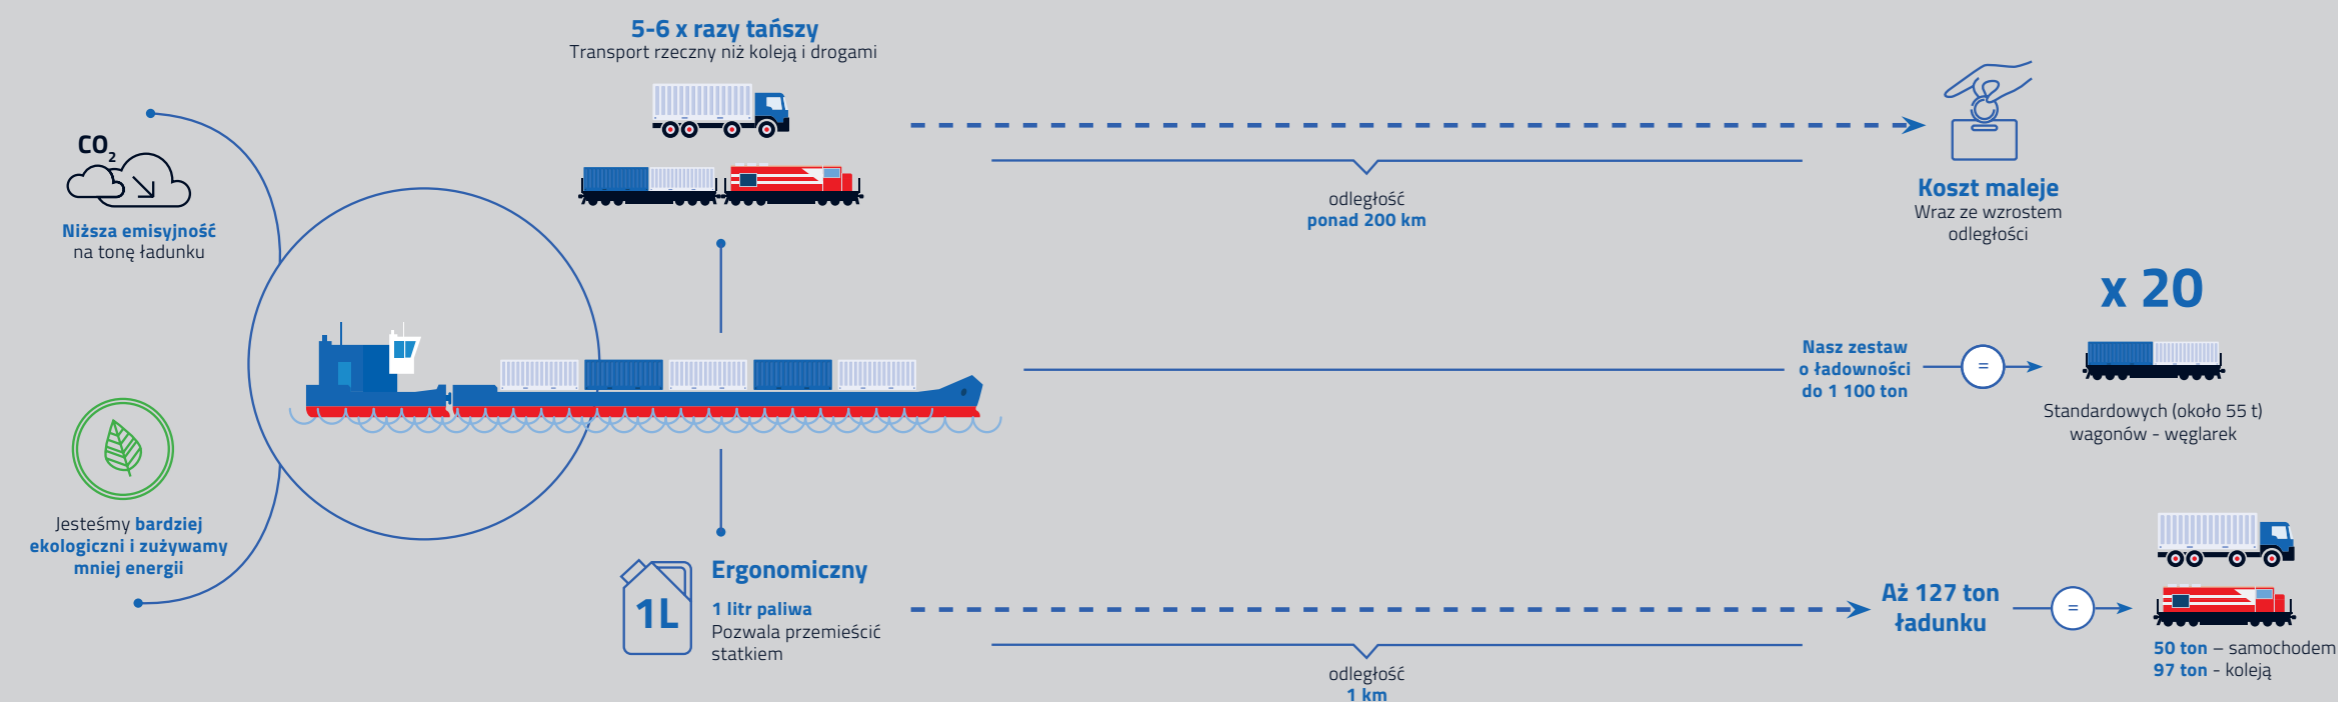 5-6 x razy tańszy
Transport rzeczny niż koleją i drogami
CO2
Niższa emisyjność
na tonę ładunku
odległość
ponad 200 km
Koszt maleje
Wraz ze wzrostem
odległości
x 20
Nasz zestaw
o ładowności
do 1 100 ton
=
Standardowych (około 55 t)
wagonów - węglarek
Jesteśmy bardziej
ekologiczni i zużywamy
mniej energii
1L
Ergonomiczny
1 litr paliwa
Pozwala przemieścić
statkiem
odległość
1 km
Aż 127 ton
ładunku
=
50 ton – samochodem
97 ton - koleją